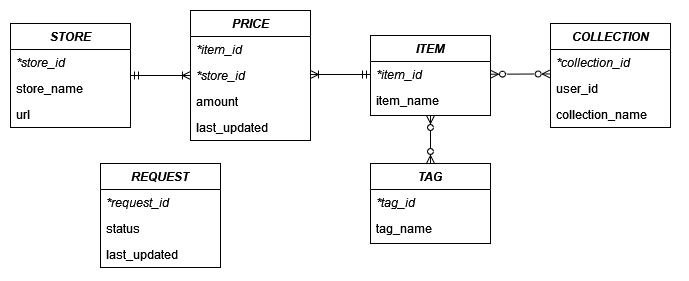 STORE
*store_id
store_name
url
PRICE
*item_id
*store_id
amount
last_updated
ITEM
*item_id
item_name
COLLECTION
*collection_id
user_id
collection_name
REQUEST
*request_id
status
last_updated
TAG
*tag_id
tag_name